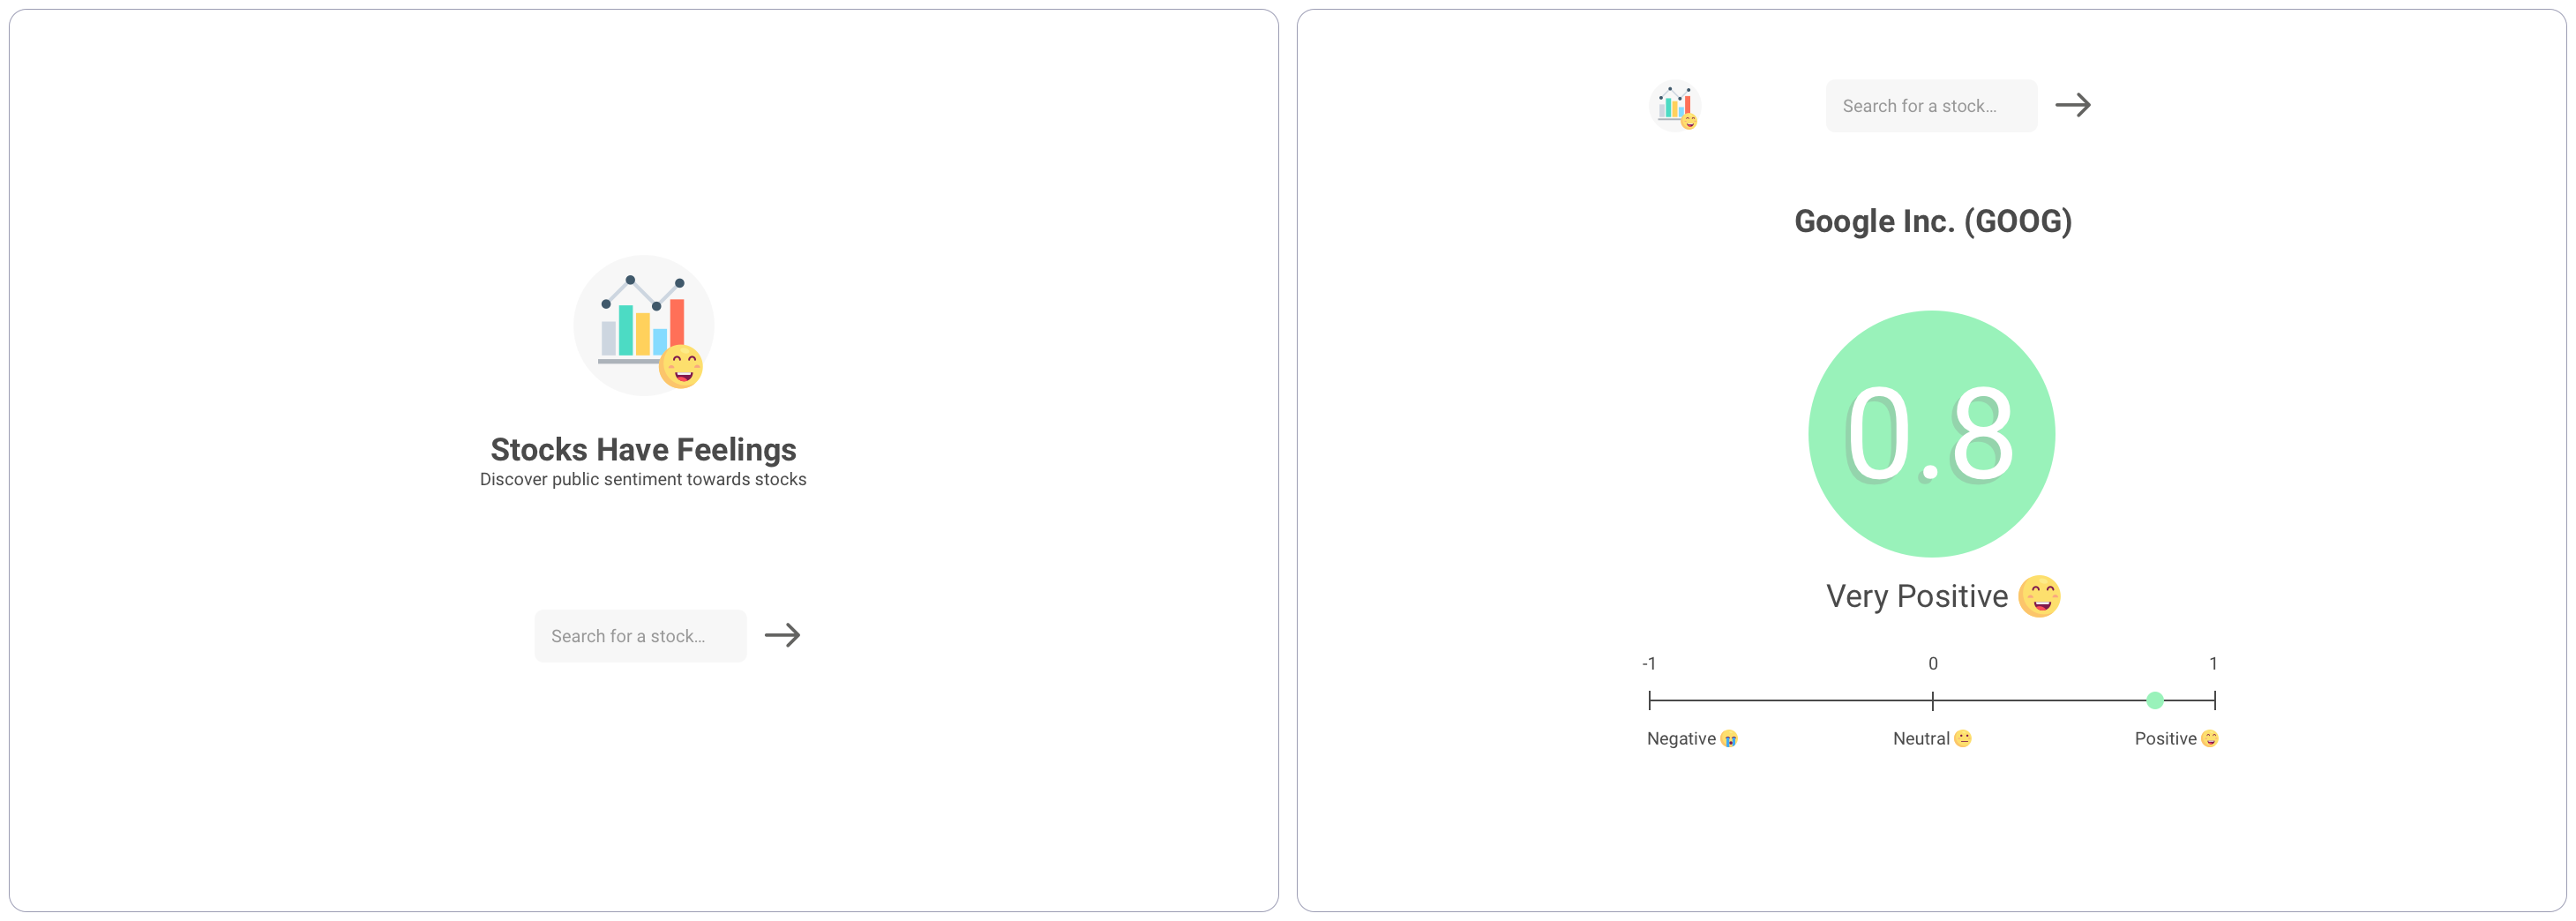 Stocks Have Feelings
Discover public sentiment towards stocks
Search for a stock...
Search for a stock...
Google Inc. (GOOG)
0.8
Very Positive
-1 0 1
Negative Neutral Positive